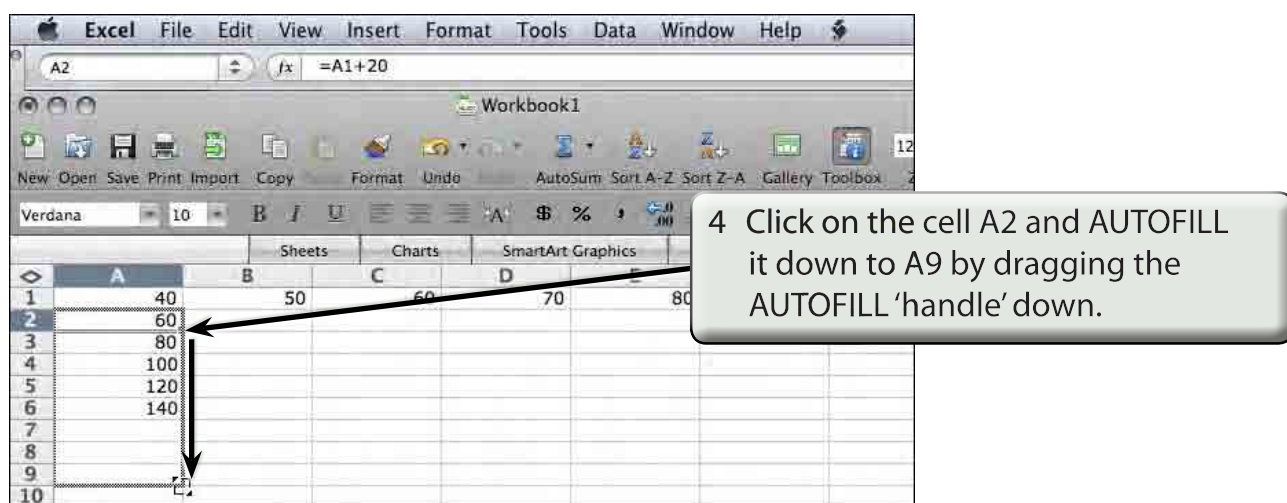 Excel File Edit View Insert Format Tools Data Window Help
A2 fx =A1+20
Workbook1
New Open Save Print Import Copy Format Undo AutoSum Sort A-Z Sort Z-A Gallery Toolbox
12
Verdana 10 B I U A $ % , .0 .00
Sheets Charts SmartArt Graphics
A B C D E
1 40 50 60 70 80
2 60
3 80
4 100
5 120
6 140
7
8
9
10
4 Click on the cell A2 and AUTOFILL
it down to A9 by dragging the
AUTOFILL ‘handle’ down.